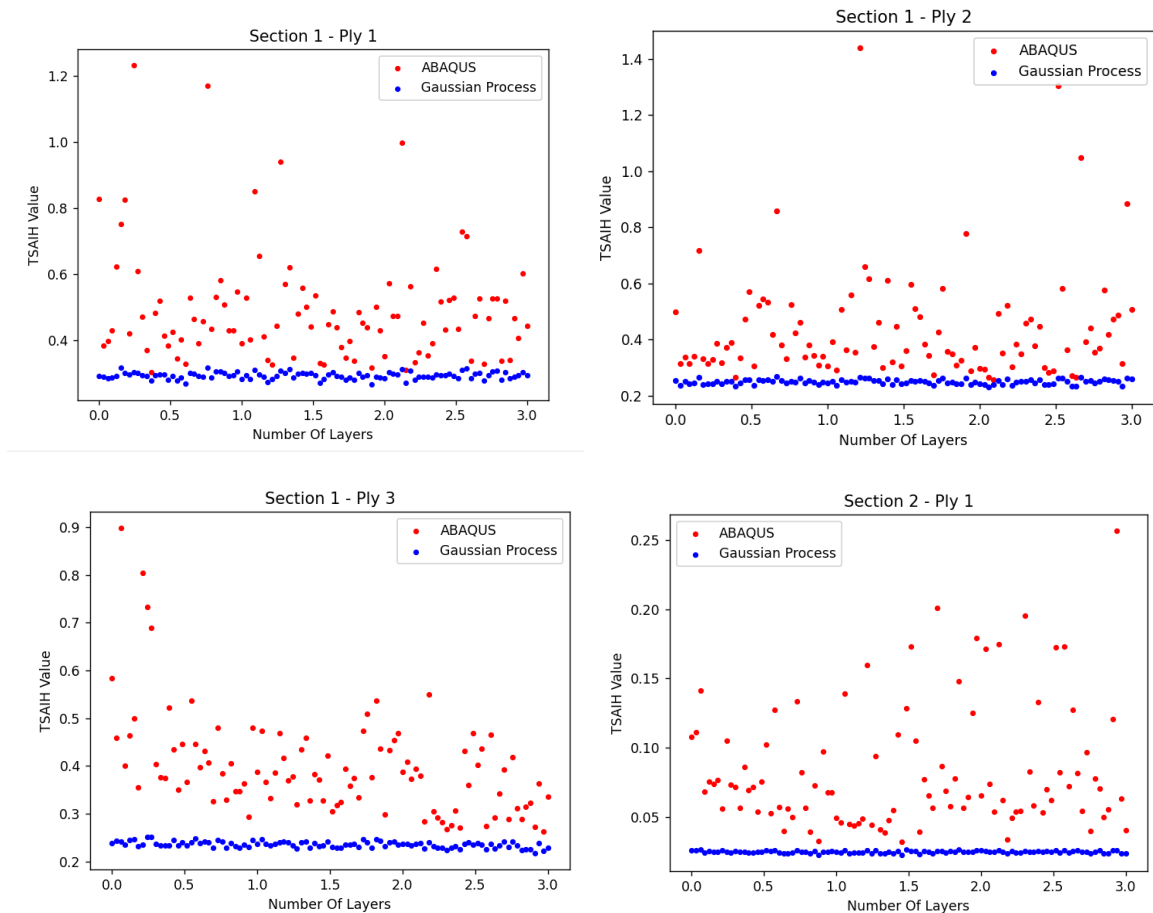 Section 1 - Ply 1
ABAQUS
Gaussian Process
1.2
1.0
0.8
0.6
0.4
TSAIH Value
0.0 0.5 1.0 1.5 2.0 2.5 3.0
Number Of Layers
Section 1 - Ply 2
ABAQUS
Gaussian Process
1.4
1.2
1.0
0.8
0.6
0.4
0.2
TSAIH Value
0.0 0.5 1.0 1.5 2.0 2.5 3.0
Number Of Layers
Section 1 - Ply 3
ABAQUS
Gaussian Process
0.9
0.8
0.7
0.6
0.5
0.4
0.3
0.2
TSAIH Value
0.0 0.5 1.0 1.5 2.0 2.5 3.0
Number Of Layers
Section 2 - Ply 1
ABAQUS
Gaussian Process
0.25
0.20
0.15
0.10
0.05
TSAIH Value
0.0 0.5 1.0 1.5 2.0 2.5 3.0
Number Of Layers